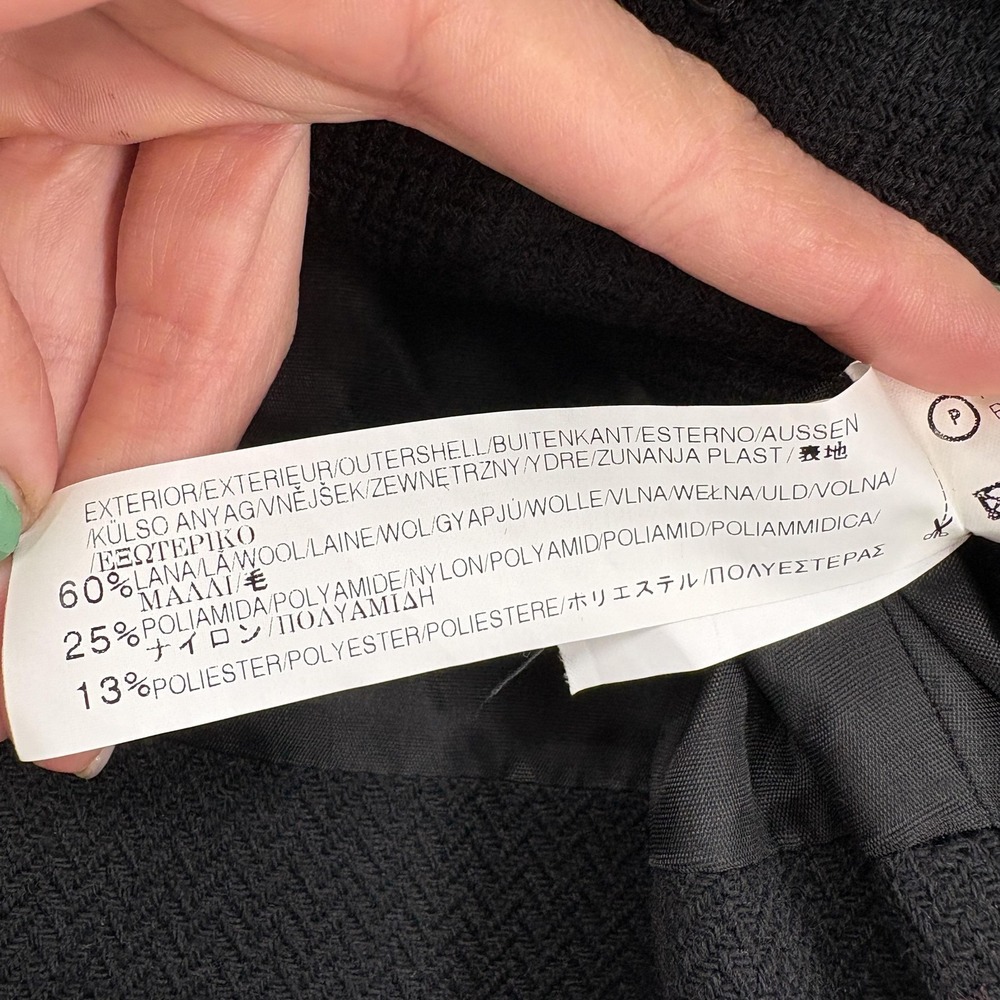 EXTERIOR/EXTERIEUR/OUTERSHELL/BUITENKANT/ESTERNO/AUSSEN
/KÜLSO ANYAG/VNĚJŠEK/ZEWNĘTRZNY/YDRE/ZUNANJA PLAST/表地
/ΕΞΩΤΕΡΙΚΟ
60%LANA/LÃ/WOOL/LAINE/WOL/GYAPJÚ/WOLLE/VLNA/WEŁNA/ULD/VOLNA/
ΜΑΛΛΙ/毛
25%POLIAMIDA/POLYAMIDE/NYLON/POLYAMID/POLIAMID/POLIAMMIDICA/
ナイロン/ΠΟΛΥΑΜΙΔΗ
13%POLIESTER/POLYESTER/POLIESTERE/ホリエステル/ΠΟΛΥΕΣΤΕΡΑΣ
P